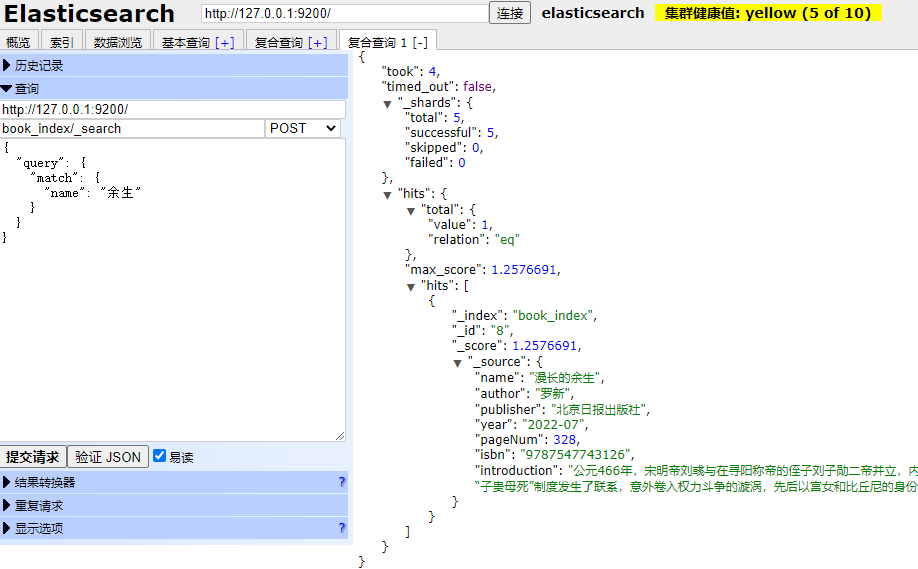 Elasticsearch http://127.0.0.1:9200/ 连接 elasticsearch 集群健康值: yellow (5 of 10)
概览 索引 数据浏览 基本查询 [+] 复合查询 [+] 复合查询 1 [-]
历史记录
查询
http://127.0.0.1:9200/
book_index/_search POST
{
"query": {
"match": {
"name": "余生"
}
}
}
提交请求 验证 JSON 易读
结果转换器 ?
重复请求
显示选项 ?
{
"took": 4,
"timed_out": false,
"_shards": {
"total": 5,
"successful": 5,
"skipped": 0,
"failed": 0
},
"hits": {
"total": {
"value": 1,
"relation": "eq"
},
"max_score": 1.2576691,
"hits": [
{
"_index": "book_index",
"_id": "8",
"_score": 1.2576691,
"_source": {
"name": "漫长的余生",
"author": "罗新",
"publisher": "北京日报出版社",
"year": "2022-07",
"pageNum": 328,
"isbn": "9787547743126",
"introduction": "公元466年，宋明帝刘彧与在寻阳称帝的侄子刘子勋二帝并立，内
“子贵母死”制度发生了联系，意外卷入权力斗争的漩涡，先后以宫女和比丘尼的身份
}
}
]
}
}